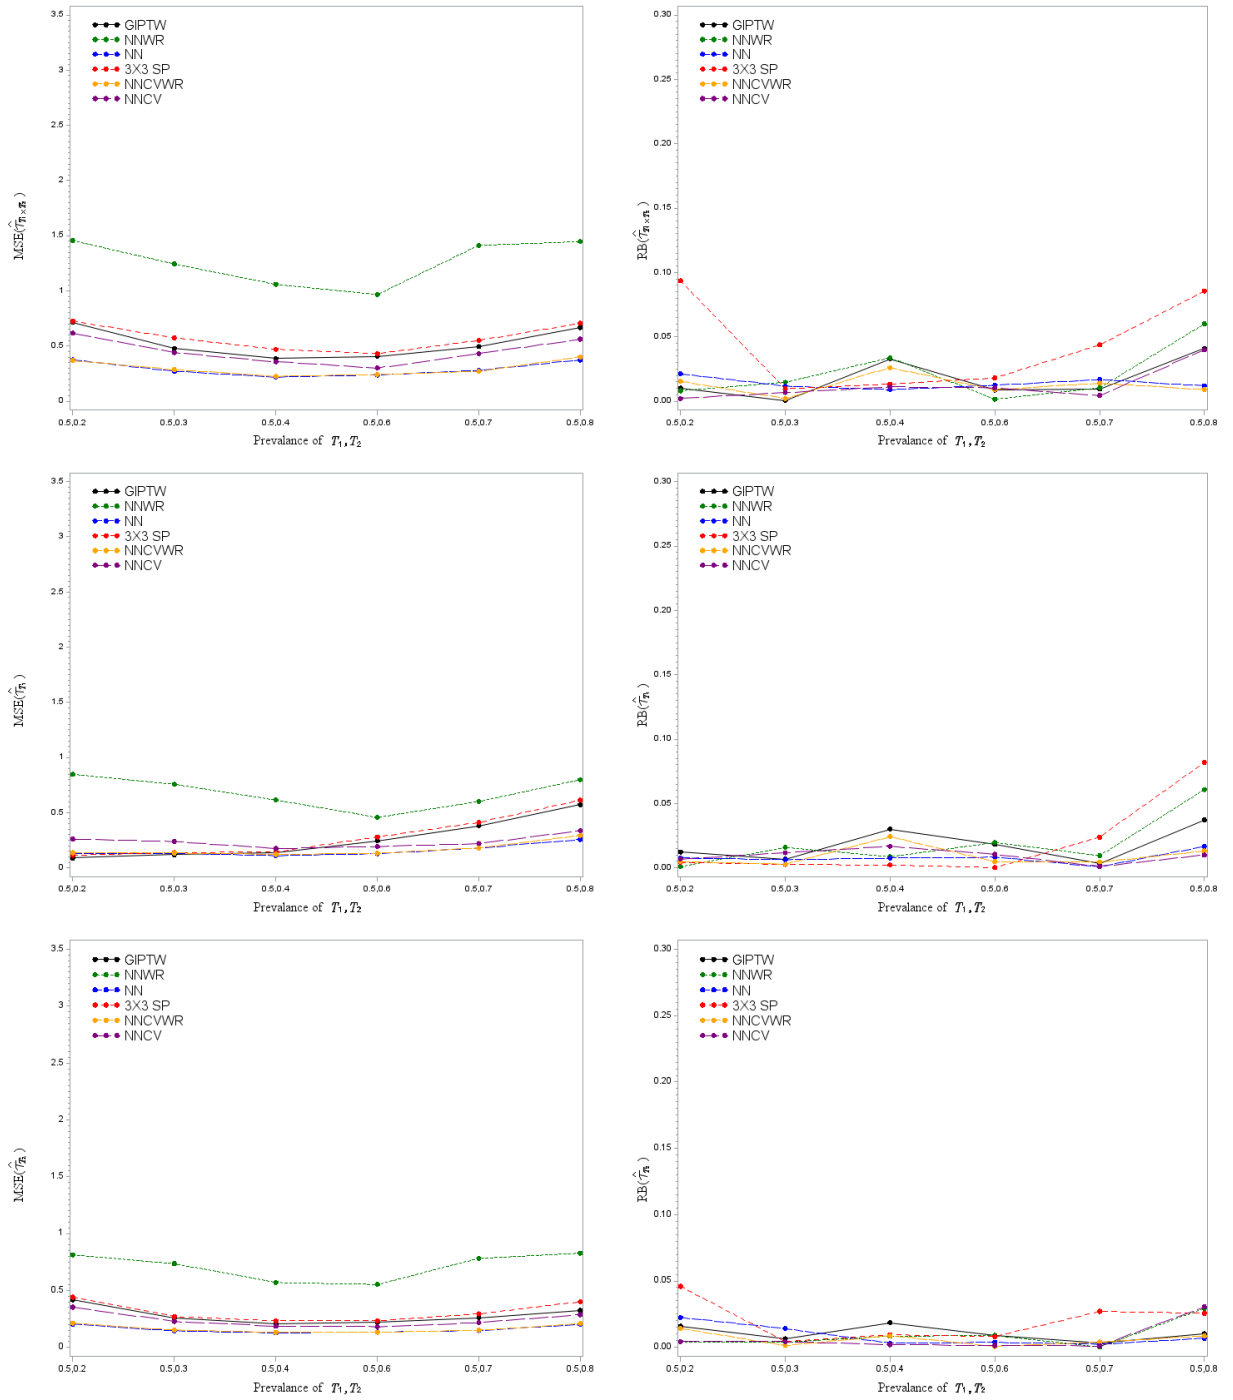 3.5
3
2.5
2
1.5
1
0.5
0
GIPTW
NNWR
NN
3X3 SP
NNCVWR
NNCV
MSE(τ̂_{T₁×T₂})
0.5,0.2 0.5,0.3 0.5,0.4 0.5,0.6 0.5,0.7 0.5,0.8
Prevalance of T₁,T₂
0.30
0.25
0.20
0.15
0.10
0.05
0.00
GIPTW
NNWR
NN
3X3 SP
NNCVWR
NNCV
RB(τ̂_{T₁×T₂})
0.5,0.2 0.5,0.3 0.5,0.4 0.5,0.6 0.5,0.7 0.5,0.8
Prevalance of T₁,T₂
3.5
3
2.5
2
1.5
1
0.5
0
GIPTW
NNWR
NN
3X3 SP
NNCVWR
NNCV
MSE(τ̂_{T₁})
0.5,0.2 0.5,0.3 0.5,0.4 0.5,0.6 0.5,0.7 0.5,0.8
Prevalance of T₁,T₂
0.30
0.25
0.20
0.15
0.10
0.05
0.00
GIPTW
NNWR
NN
3X3 SP
NNCVWR
NNCV
RB(τ̂_{T₁})
0.5,0.2 0.5,0.3 0.5,0.4 0.5,0.6 0.5,0.7 0.5,0.8
Prevalance of T₁,T₂
3.5
3
2.5
2
1.5
1
0.5
0
GIPTW
NNWR
NN
3X3 SP
NNCVWR
NNCV
MSE(τ̂_{T₂})
0.5,0.2 0.5,0.3 0.5,0.4 0.5,0.6 0.5,0.7 0.5,0.8
Prevalance of T₁,T₂
0.30
0.25
0.20
0.15
0.10
0.05
0.00
GIPTW
NNWR
NN
3X3 SP
NNCVWR
NNCV
RB(τ̂_{T₂})
0.5,0.2 0.5,0.3 0.5,0.4 0.5,0.6 0.5,0.7 0.5,0.8
Prevalance of T₁,T₂